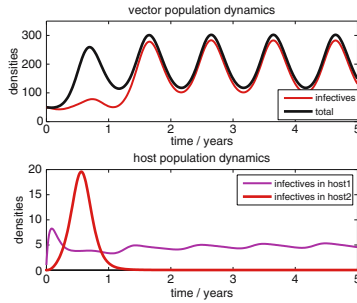 vector population dynamics
densities
300
200
100
0
infectives
total
0 1 2 3 4 5
time / years
host population dynamics
densities
20
15
10
5
0
infectives in host1
infectives in host2
0 1 2 3 4 5
time / years